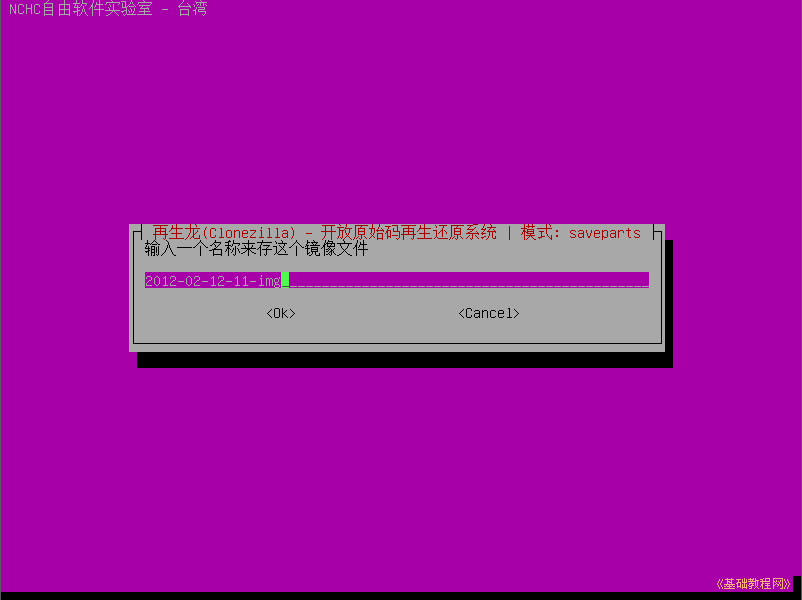 NCHC自由软件实验室 - 台湾
再生龙(Clonezilla) - 开放原始码再生还原系统 | 模式: saveparts
输入一个名称来存这个镜像文件
2012-02-12-11-img
<Ok> <Cancel>
《基础教程网》